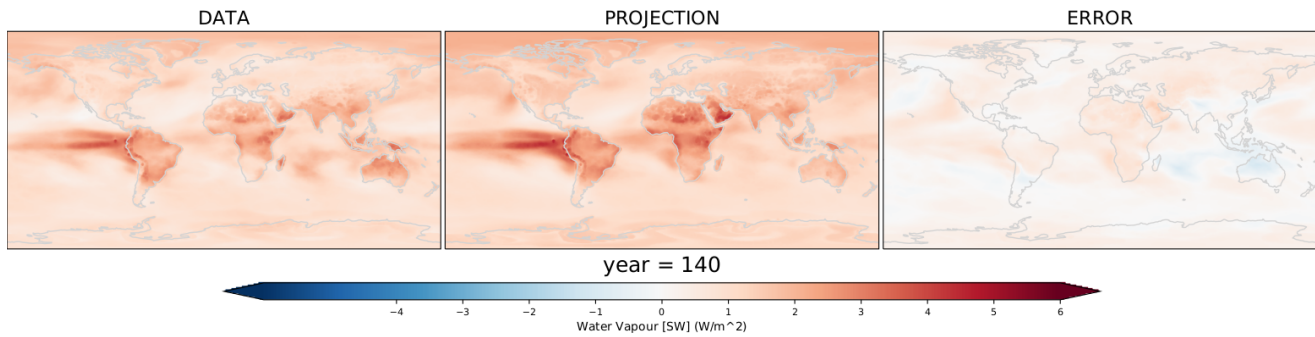 DATA PROJECTION ERROR
year = 140
−4 −3 −2 −1 0 1 2 3 4 5 6
Water Vapour [SW] (W/m^2)